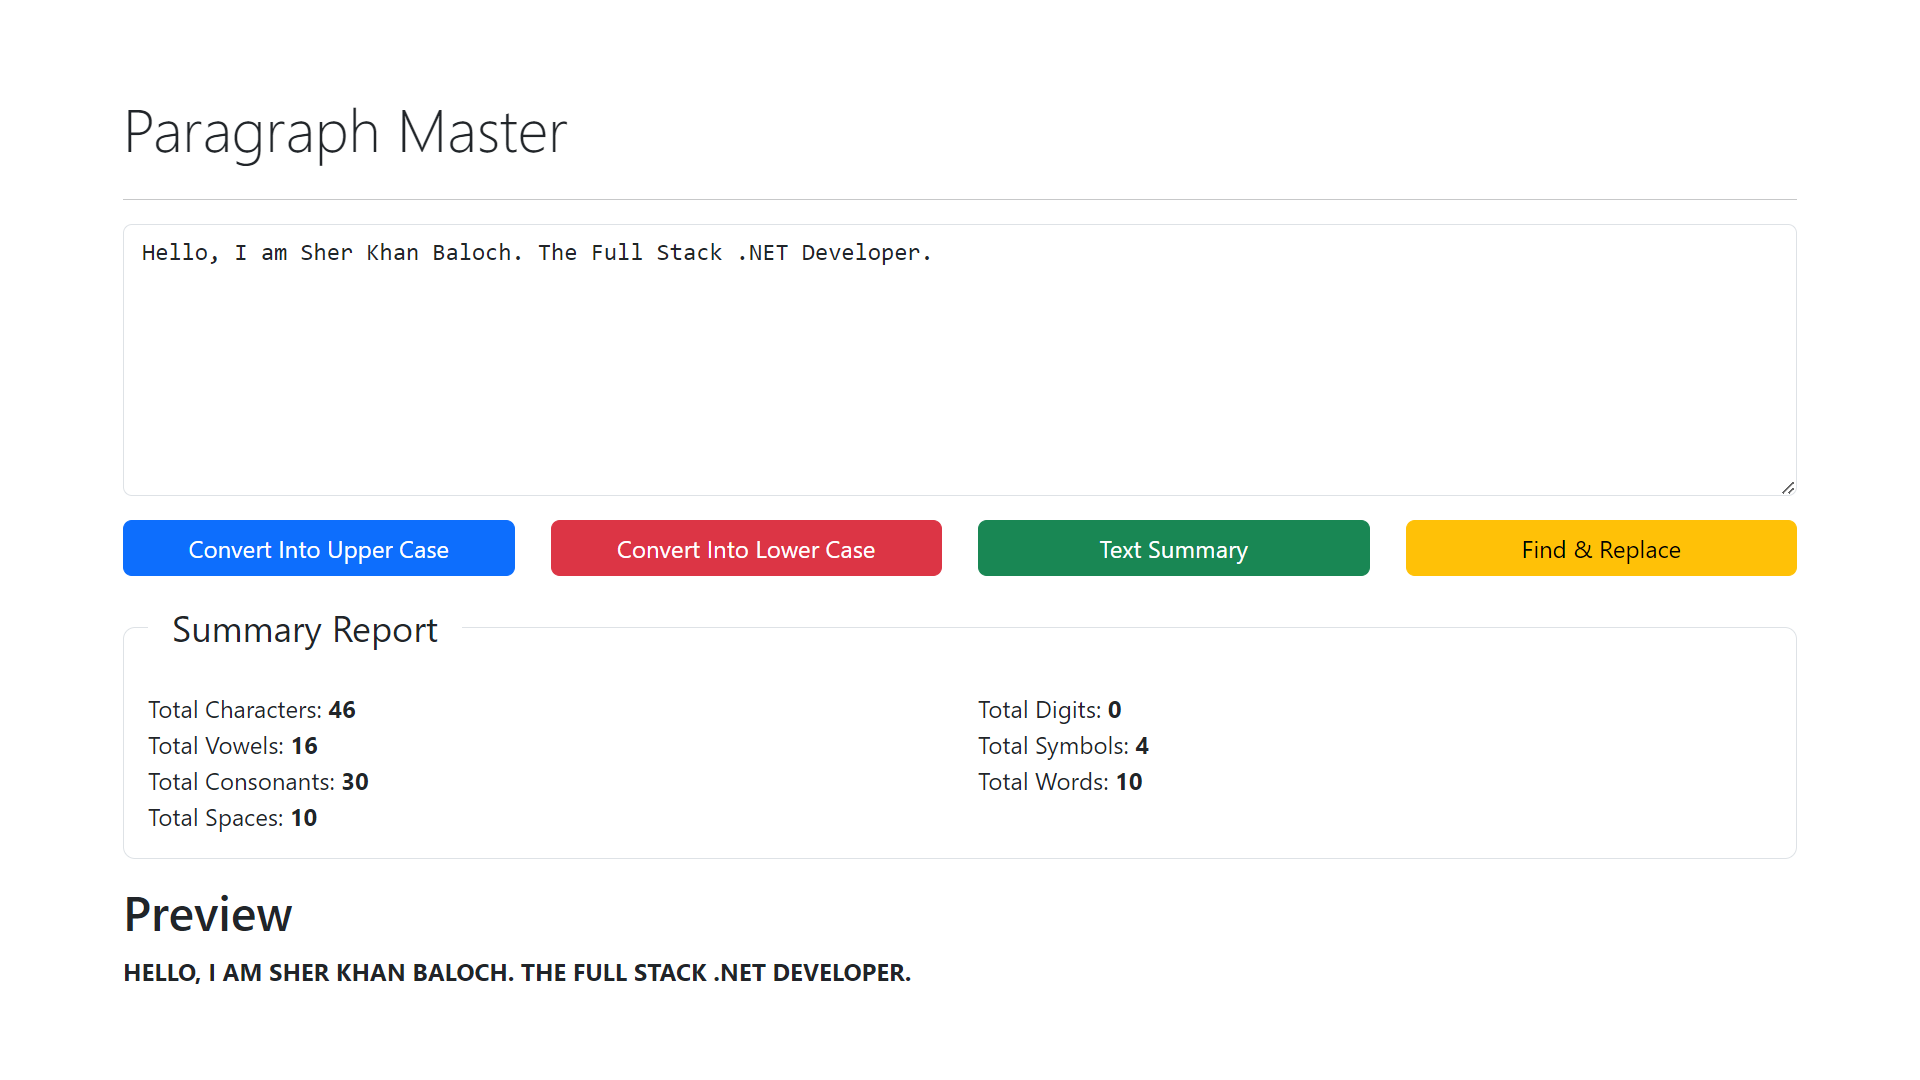 Paragraph Master
Hello, I am Sher Khan Baloch. The Full Stack .NET Developer.
Convert Into Upper Case
Convert Into Lower Case
Text Summary
Find & Replace
Summary Report
Total Characters: 46
Total Vowels: 16
Total Consonants: 30
Total Spaces: 10
Total Digits: 0
Total Symbols: 4
Total Words: 10
Preview
HELLO, I AM SHER KHAN BALOCH. THE FULL STACK .NET DEVELOPER.